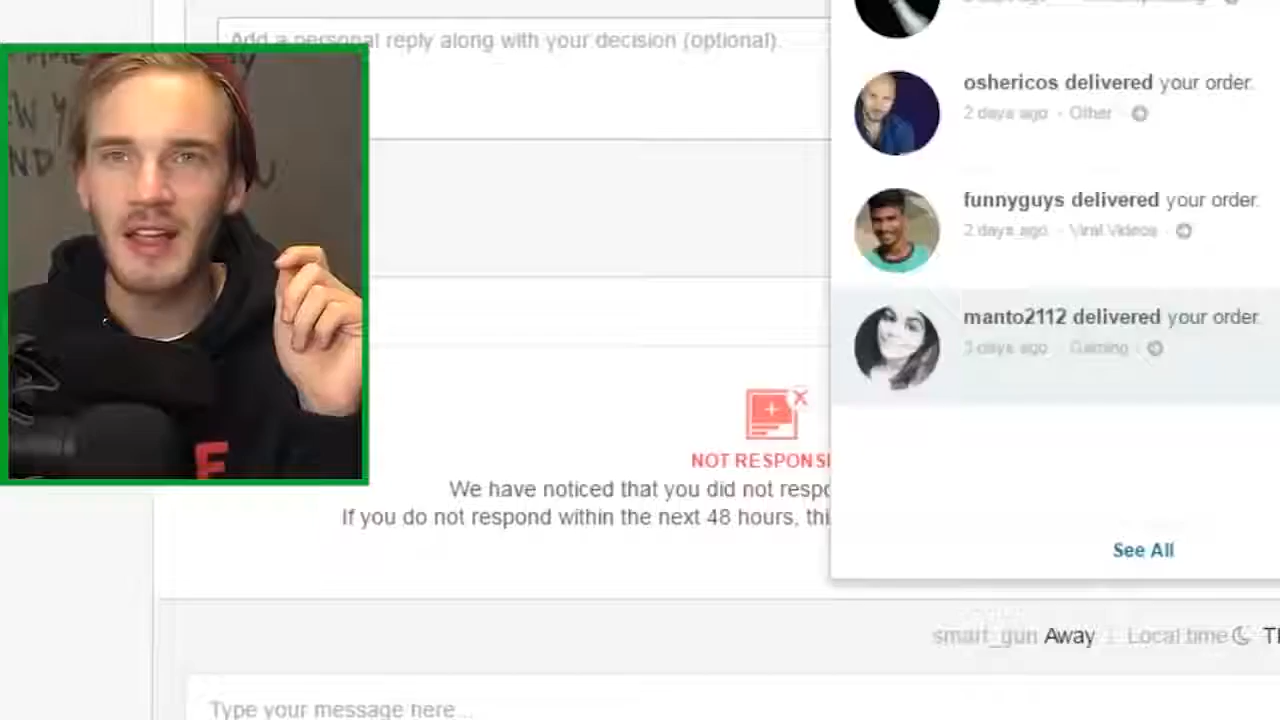 Add a personal reply along with your decision (optional).
oshericos delivered your order.
2 days ago · Other
funnyguys delivered your order.
2 days ago · Viral Videos
manto2112 delivered your order.
3 days ago · Gaming
NOT RESPONSI
We have noticed that you did not respo
If you do not respond within the next 48 hours, thi
See All
smart_gun Away Local time
Type your message here...